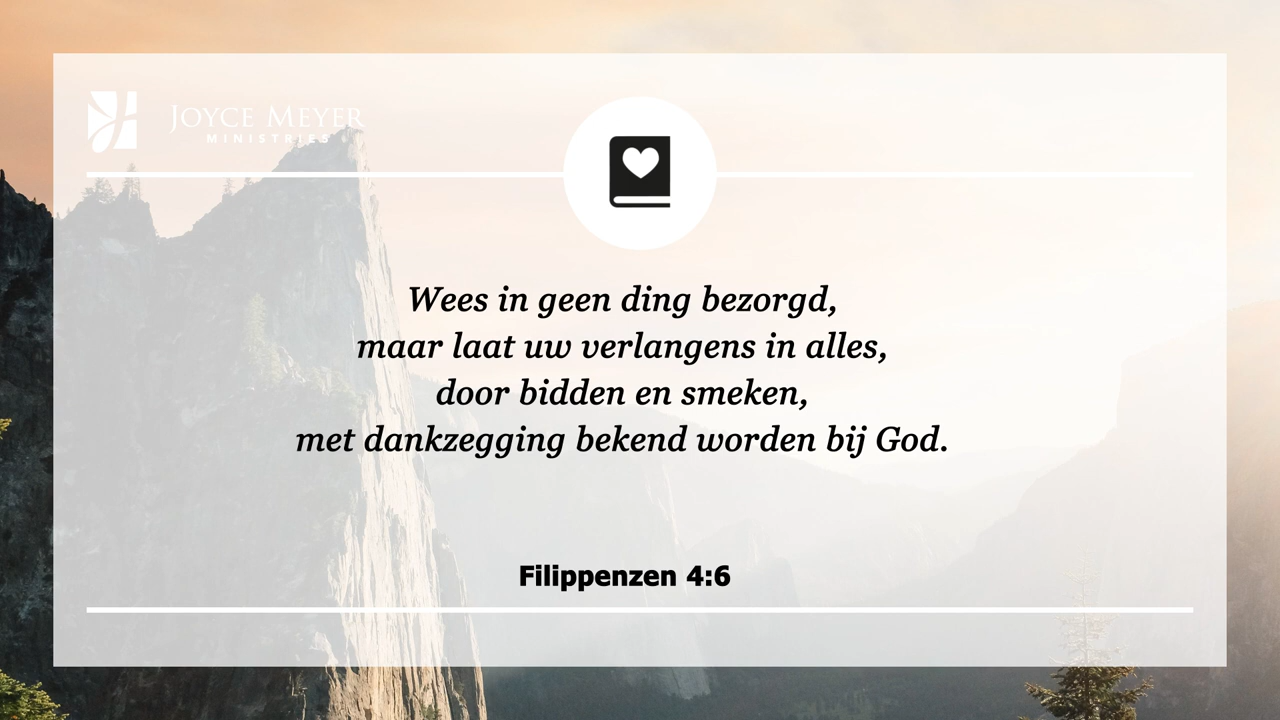 JOYCE MEYER
MINISTRIES
Wees in geen ding bezorgd,
maar laat uw verlangens in alles,
door bidden en smeken,
met dankzegging bekend worden bij God.
Filippenzen 4:6